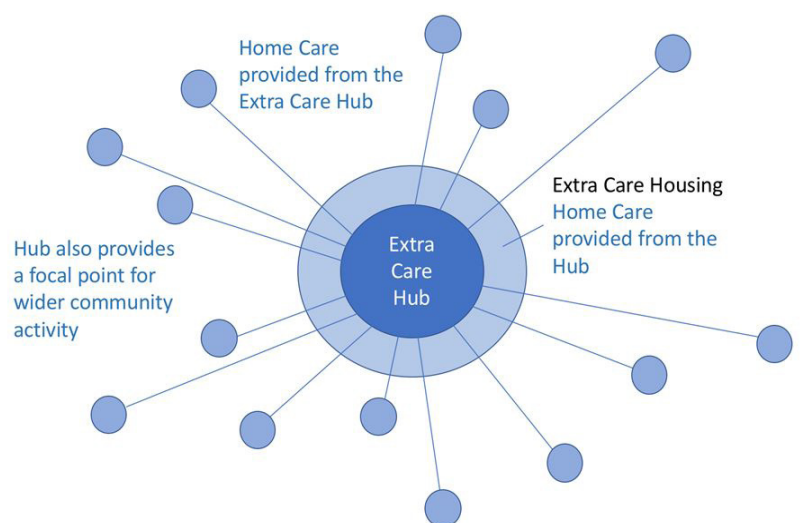 Home Care
provided from the
Extra Care Hub
Extra Care Housing
Home Care
provided from the
Hub
Extra
Care
Hub
Hub also provides
a focal point for
wider community
activity